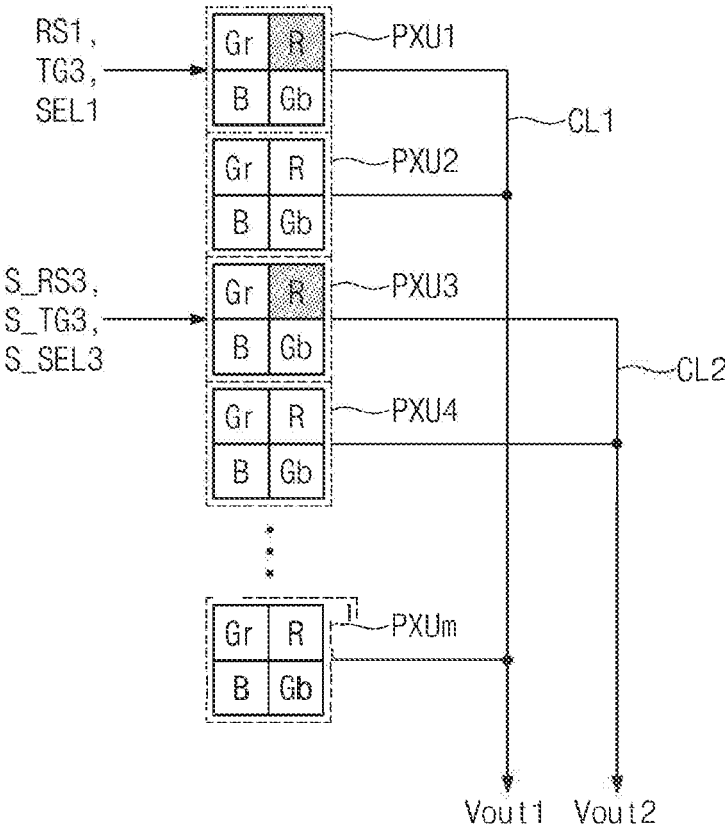 RS1,
TG3,
SEL1
Gr R
B Gb
PXU1
CL1
Gr R
B Gb
PXU2
S_RS3,
S_TG3,
S_SEL3
Gr R
B Gb
PXU3
CL2
Gr R
B Gb
PXU4
Gr R
B Gb
PXUm
Vout1 Vout2